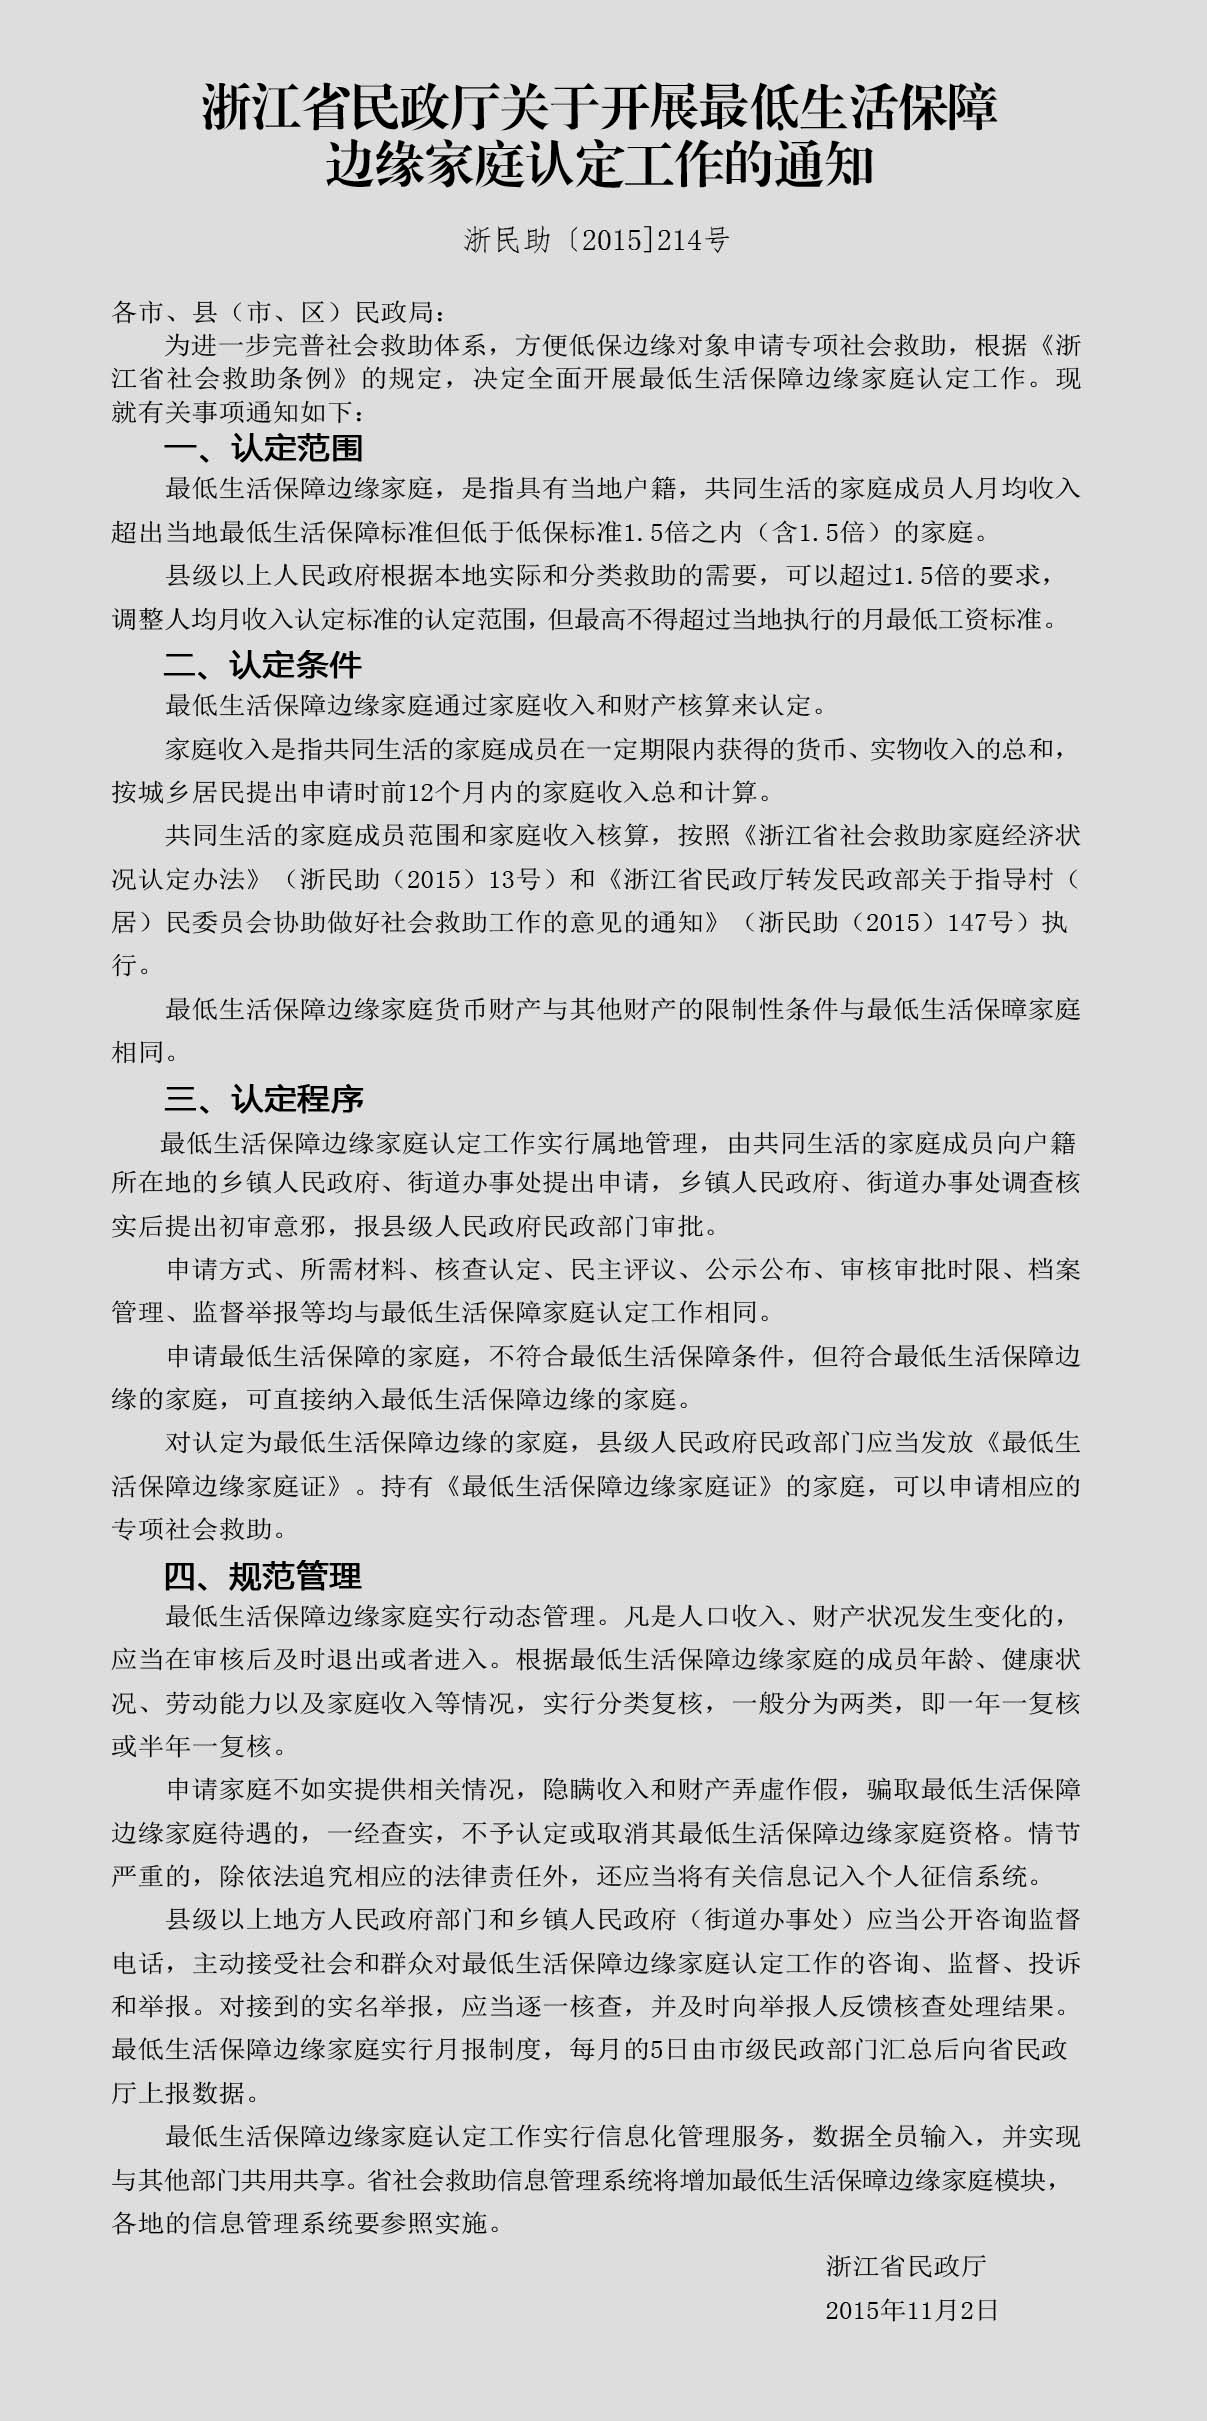 浙江省民政厅关于开展最低生活保障
边缘家庭认定工作的通知
浙民助〔2015]214号
各市、县（市、区）民政局：
为进一步完普社会救助体系，方便低保边缘对象申请专项社会救助，根据《浙
江省社会救助条例》的规定，决定全面开展最低生活保障边缘家庭认定工作。现
就有关事项通知如下：
一、认定范围
最低生活保障边缘家庭，是指具有当地户籍，共同生活的家庭成员人月均收入
超出当地最低生活保障标准但低于低保标准1.5倍之内（含1.5倍）的家庭。
县级以上人民政府根据本地实际和分类救助的需要，可以超过1.5倍的要求，
调整人均月收入认定标准的认定范围，但最高不得超过当地执行的月最低工资标准。
二、认定条件
最低生活保障边缘家庭通过家庭收入和财产核算来认定。
家庭收入是指共同生活的家庭成员在一定期限内获得的货币、实物收入的总和，
按城乡居民提出申请时前12个月内的家庭收入总和计算。
共同生活的家庭成员范围和家庭收入核算，按照《浙江省社会救助家庭经济状
况认定办法》（浙民助（2015）13号）和《浙江省民政厅转发民政部关于指导村（
居）民委员会协助做好社会救助工作的意见的通知》（浙民助（2015）147号）执
行。
最低生活保障边缘家庭货币财产与其他财产的限制性条件与最低生活保暲家庭
相同。
三、认定程序
最低生活保障边缘家庭认定工作实行属地管理，由共同生活的家庭成员向户籍
所在地的乡镇人民政府、街道办事处提出申请，乡镇人民政府、街道办事处调查核
实后提出初审意邪，报县级人民政府民政部门审批。
申请方式、所需材料、核查认定、民主评议、公示公布、审核审批时限、档案
管理、监督举报等均与最低生活保障家庭认定工作相同。
申请最低生活保障的家庭，不符合最低生活保障条件，但符合最低生活保障边
缘的家庭，可直接纳入最低生活保障边缘的家庭。
对认定为最低生活保障边缘的家庭，县级人民政府民政部门应当发放《最低生
活保障边缘家庭证》。持有《最低生活保障边缘家庭证》的家庭，可以申请相应的
专项社会救助。
四、规范管理
最低生活保障边缘家庭实行动态管理。凡是人口收入、财产状况发生变化的，
应当在审核后及时退出或者进入。根据最低生活保障边缘家庭的成员年龄、健康状
况、劳动能力以及家庭收入等情况，实行分类复核，一般分为两类，即一年一复核
或半年一复核。
申请家庭不如实提供相关情况，隐瞒收入和财产弄虚作假，骗取最低生活保障
边缘家庭待遇的，一经查实，不予认定或取消其最低生活保障边缘家庭资格。情节
严重的，除依法追究相应的法律责任外，还应当将有关信息记入个人征信系统。
县级以上地方人民政府部门和乡镇人民政府（街道办事处）应当公开咨询监督
电话，主动接受社会和群众对最低生活保障边缘家庭认定工作的咨询、监督、投诉
和举报。对接到的实名举报，应当逐一核查，并及时向举报人反馈核查处理结果。
最低生活保障边缘家庭实行月报制度，每月的5日由市级民政部门汇总后向省民政
厅上报数据。
最低生活保障边缘家庭认定工作实行信息化管理服务，数据全员输入，并实现
与其他部门共用共享。省社会救助信息管理系统将增加最低生活保暲边缘家庭模块，
各地的信息管理系统要参照实施。
浙江省民政厅
2015年11月2日